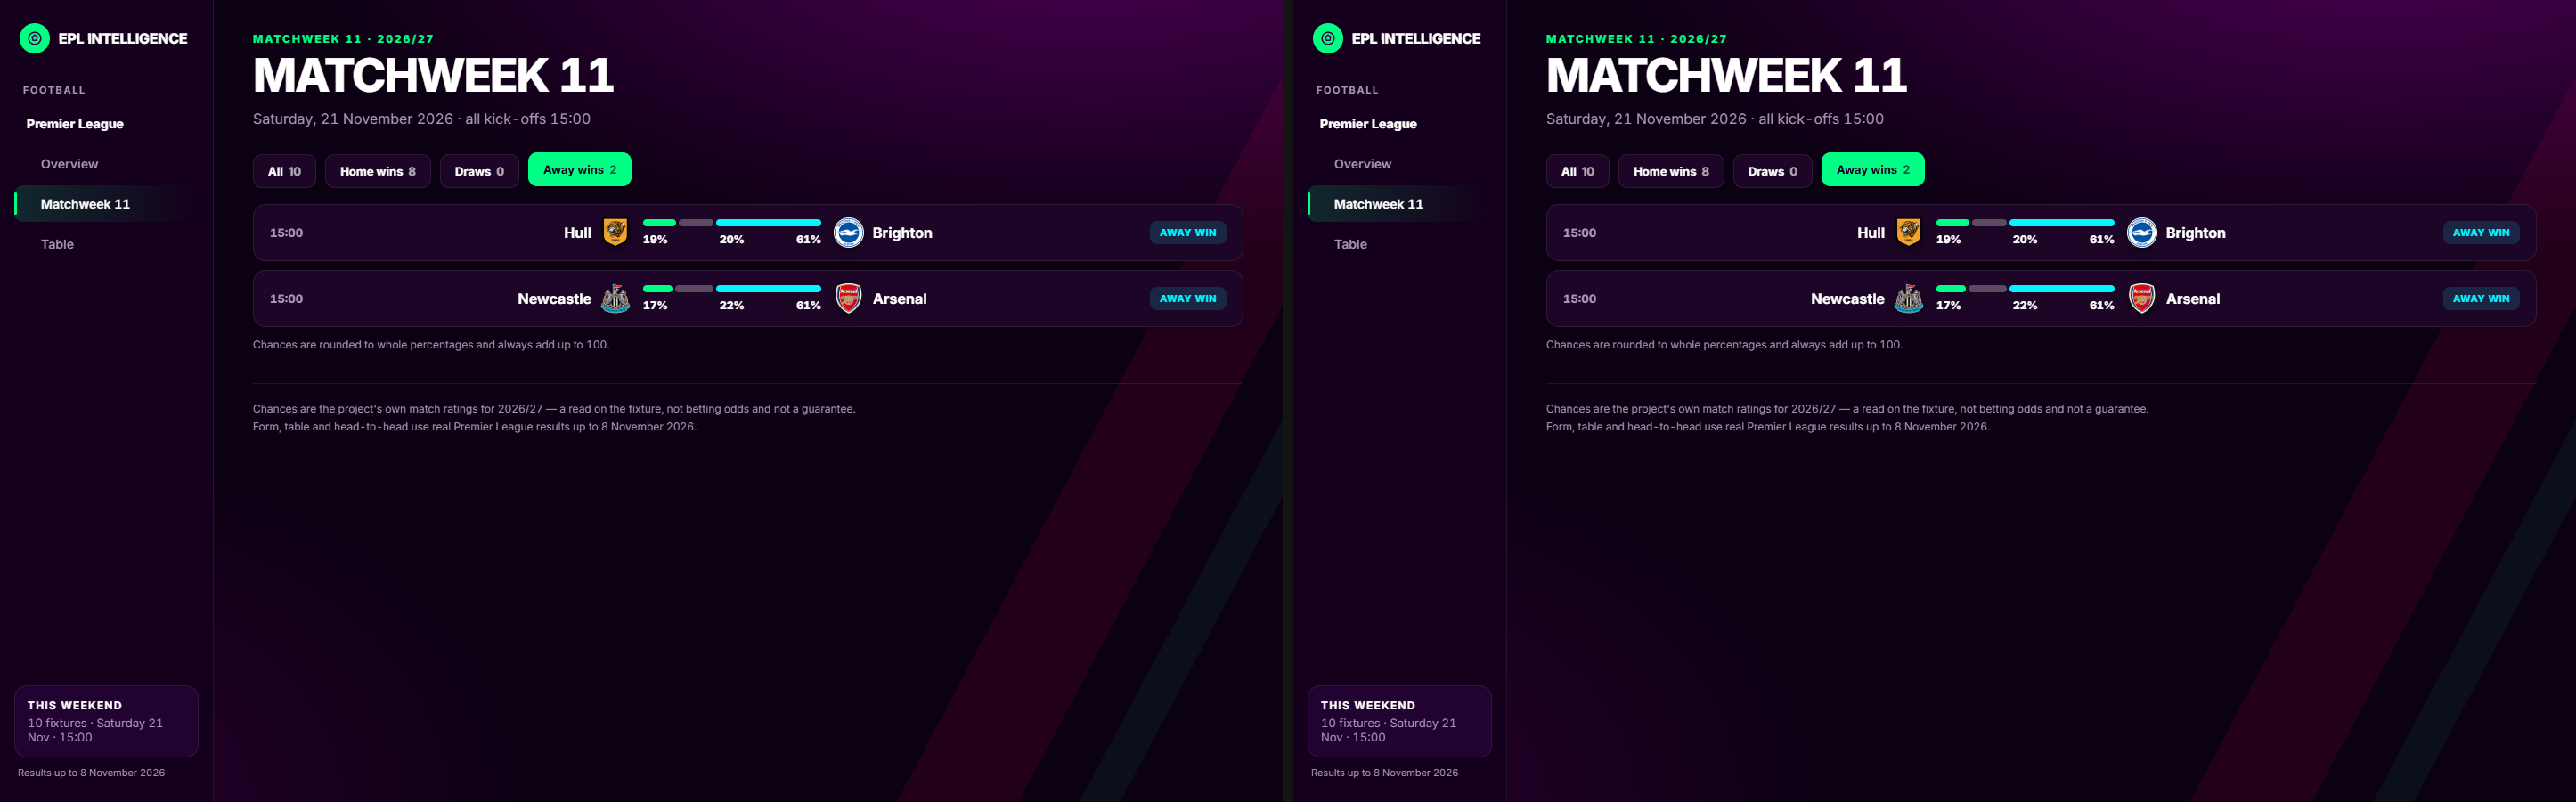 EPL INTELLIGENCE
FOOTBALL
Premier League
Overview
Matchweek 11
Table
THIS WEEKEND
10 fixtures · Saturday 21
Nov · 15:00
Results up to 8 November 2026
MATCHWEEK 11 · 2026/27
MATCHWEEK 11
Saturday, 21 November 2026 · all kick-offs 15:00
All 10 Home wins 8 Draws 0 Away wins 2
15:00 Hull 19% 20% 61% Brighton AWAY WIN
15:00 Newcastle 17% 22% 61% Arsenal AWAY WIN
Chances are rounded to whole percentages and always add up to 100.
Chances are the project's own match ratings for 2026/27 — a read on the fixture, not betting odds and not a guarantee.
Form, table and head-to-head use real Premier League results up to 8 November 2026.
EPL INTELLIGENCE
FOOTBALL
Premier League
Overview
Matchweek 11
Table
THIS WEEKEND
10 fixtures · Saturday 21
Nov · 15:00
Results up to 8 November 2026
MATCHWEEK 11 · 2026/27
MATCHWEEK 11
Saturday, 21 November 2026 · all kick-offs 15:00
All 10 Home wins 8 Draws 0 Away wins 2
15:00 Hull 19% 20% 61% Brighton AWAY WIN
15:00 Newcastle 17% 22% 61% Arsenal AWAY WIN
Chances are rounded to whole percentages and always add up to 100.
Chances are the project's own match ratings for 2026/27 — a read on the fixture, not betting odds and not a guarantee.
Form, table and head-to-head use real Premier League results up to 8 November 2026.